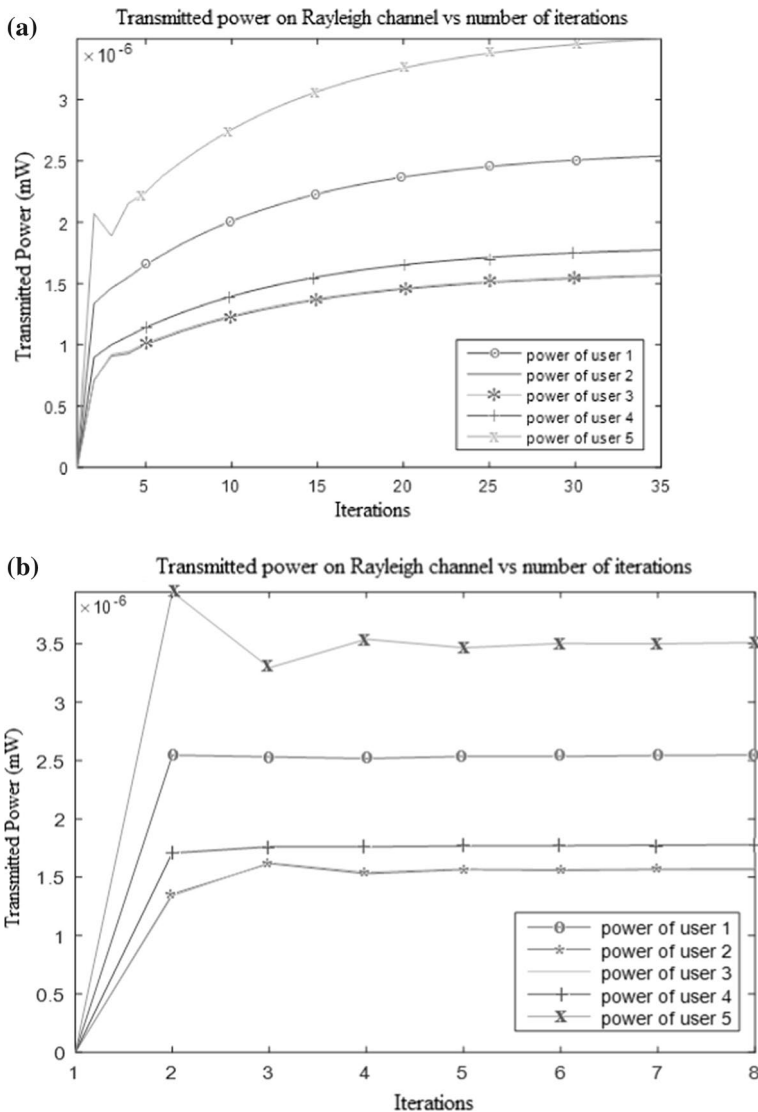 (a)
Transmitted power on Rayleigh channel vs number of iterations
× 10 -6
3
2.5
2
1.5
1
0.5
0
Transmitted Power (mW)
5 10 15 20 25 30 35
Iterations
power of user 1
power of user 2
power of user 3
power of user 4
power of user 5
(b)
Transmitted power on Rayleigh channel vs number of iterations
× 10 -6
3.5
3
2.5
2
1.5
1
0.5
0
Transmitted Power (mW)
1 2 3 4 5 6 7 8
Iterations
power of user 1
power of user 2
power of user 3
power of user 4
power of user 5